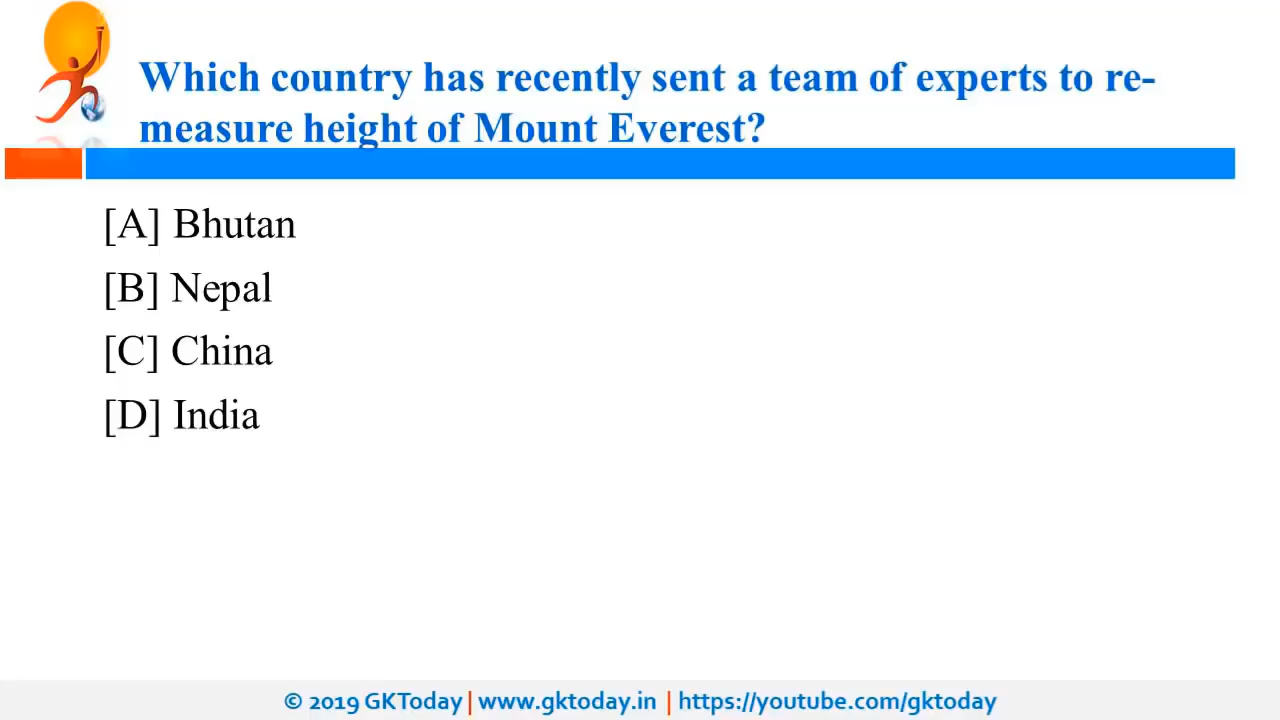 Which country has recently sent a team of experts to re-
measure height of Mount Everest?
[A] Bhutan
[B] Nepal
[C] China
[D] India
© 2019 GKToday | www.gktoday.in | https://youtube.com/gktoday